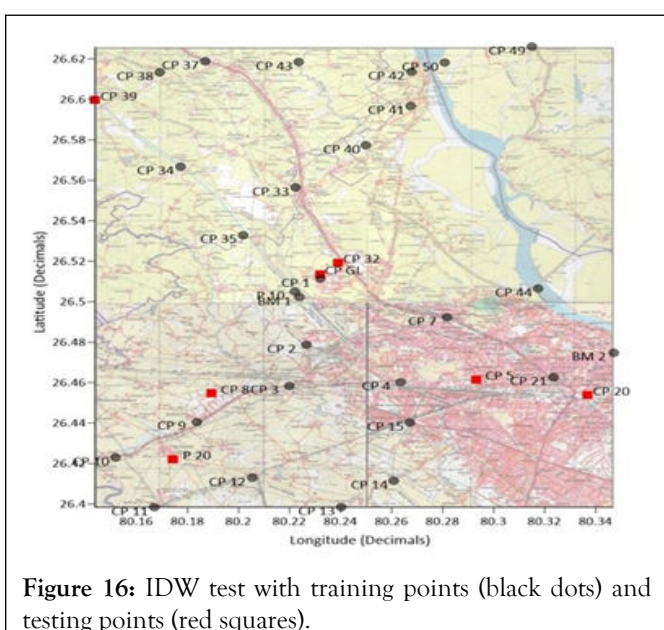 26.62
CP 37
CP 38
CP 43
CP 42
CP 50
CP 49
26.6
CP 39
CP 41
26.58
CP 40
CP 34
26.56
CP 33
26.54
CP 35
26.52
CP 32
CP GL
CP 1
P 10
BM 1
26.5
CP 44
CP 7
26.48
CP 2
BM 2
26.46
CP 8
CP 3
CP 4
CP 5
CP 21
CP 20
26.44
CP 9
CP 15
26.42
CP 10
P 20
CP 12
CP 14
26.4
CP 11
CP 13
80.16 80.18 80.2 80.22 80.24 80.26 80.28 80.3 80.32 80.34
Latitude (Decimals)
Longitude (Decimals)
Figure 16: IDW test with training points (black dots) and
testing points (red squares).